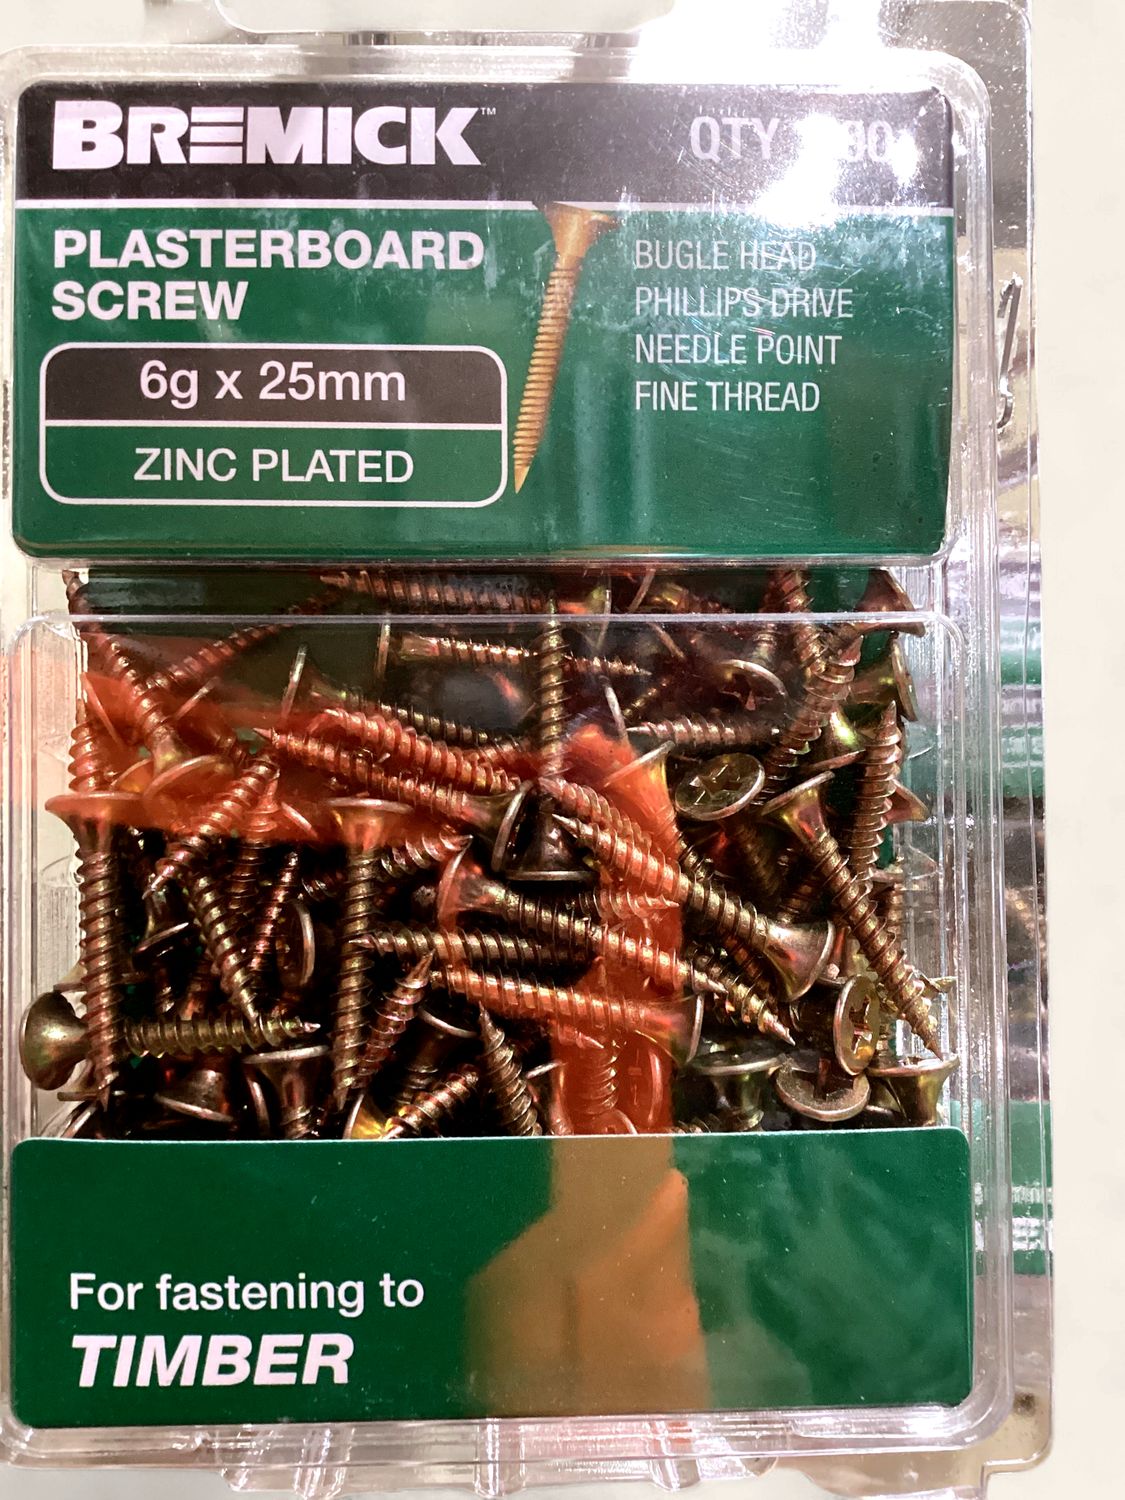 BREMICK™
QTY
PLASTERBOARD
SCREW
6g x 25mm
ZINC PLATED
BUGLE HEAD
PHILLIPS DRIVE
NEEDLE POINT
FINE THREAD
For fastening to
TIMBER